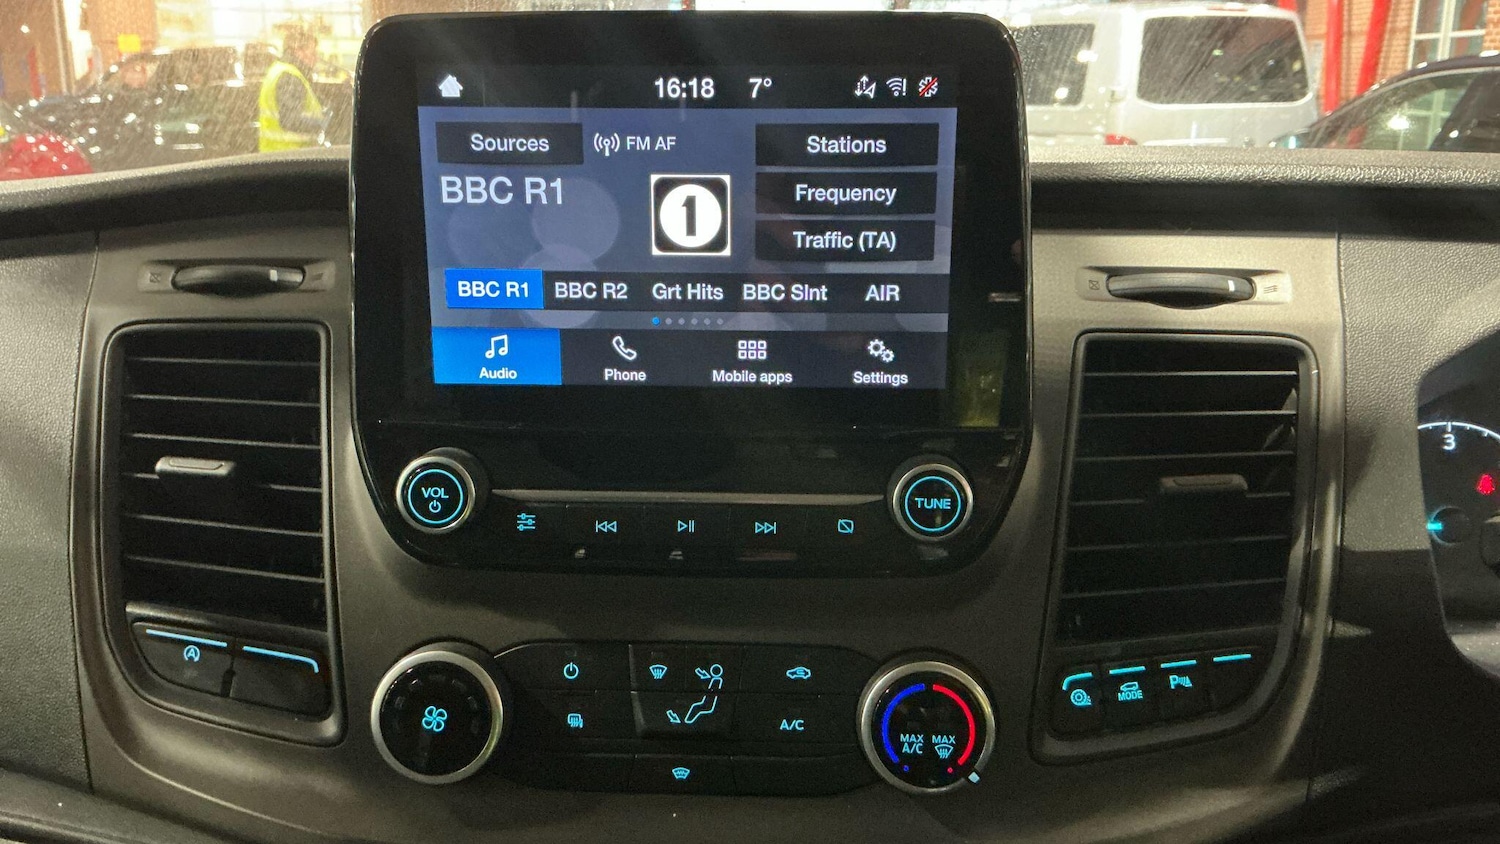 16:18 7°
Sources FM AF Stations
BBC R1 1 Frequency
Traffic (TA)
BBC R1 BBC R2 Grt Hits BBC Slnt AIR
Audio Phone Mobile apps Settings
VOL TUNE
3
A
MODE
P
A/C
MAX A/C MAX